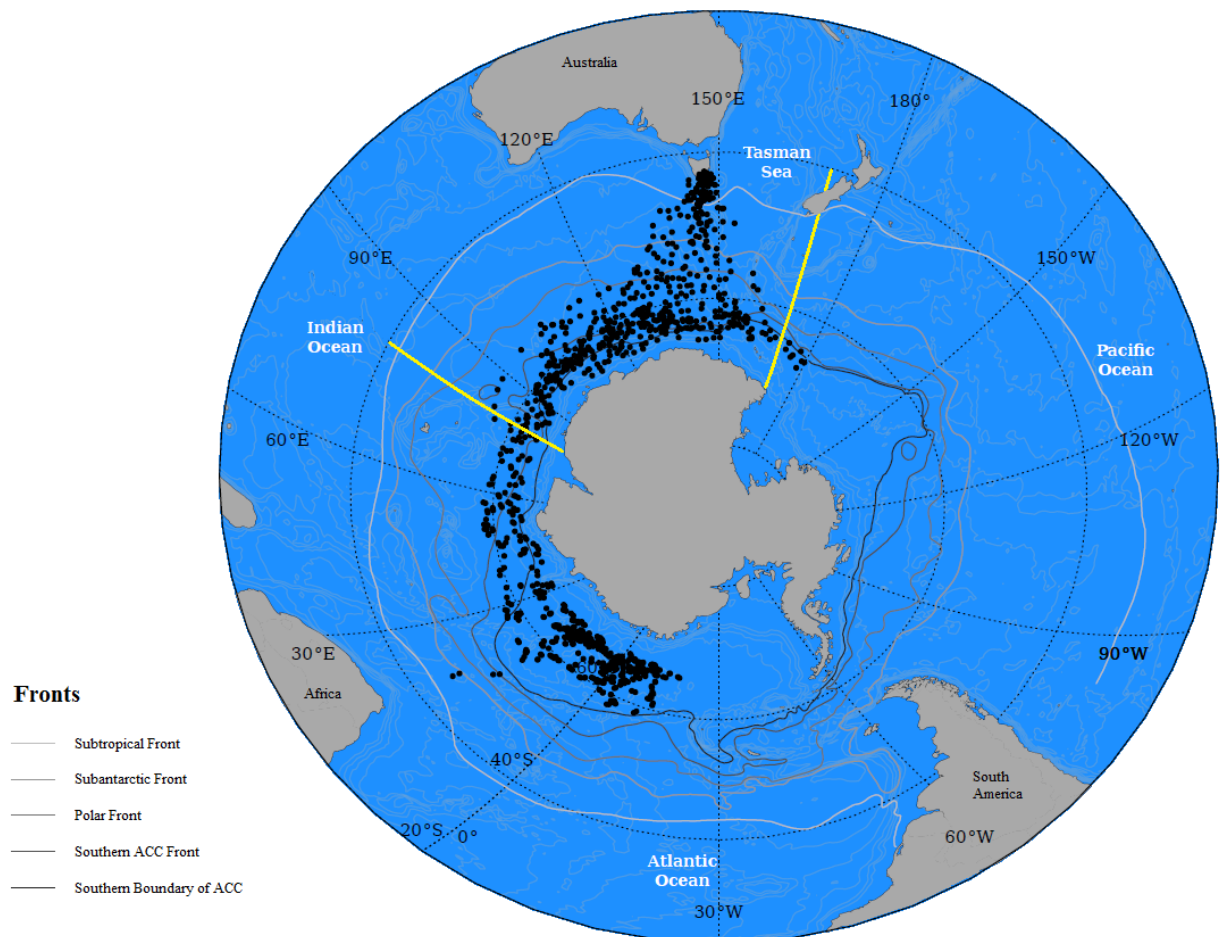 Australia
150°E
180°
120°E
Tasman
Sea
90°E
150°W
Indian
Ocean
Pacific
Ocean
60°E
120°W
30°E
90°W
Fronts
Africa
Subtropical Front
Subantarctic Front
Polar Front
Southern ACC Front
Southern Boundary of ACC
40°S
South
America
20°S
0°
60°W
Atlantic
Ocean
30°W